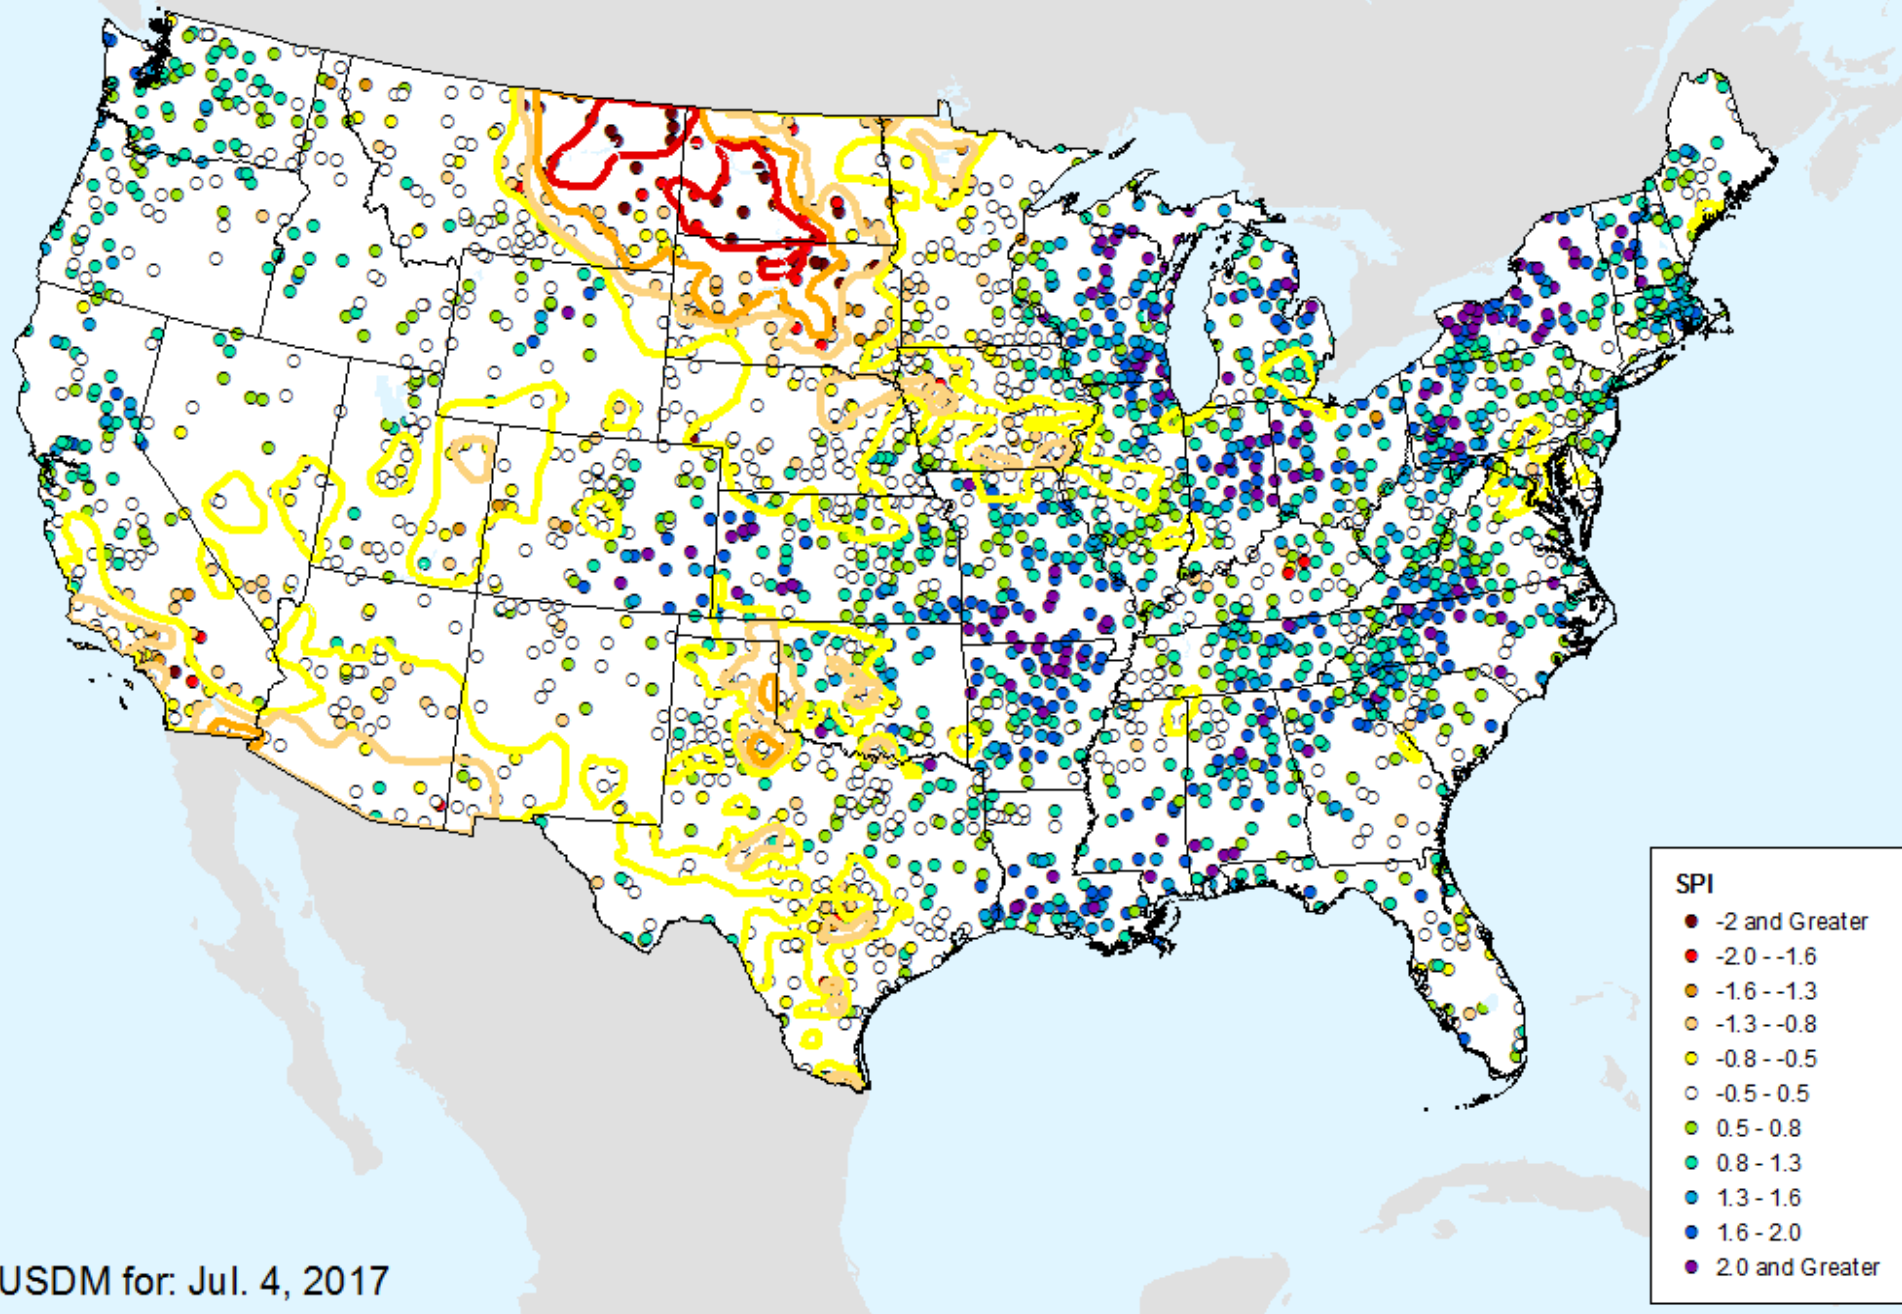 SPI
-2 and Greater
-2.0 - -1.6
-1.6 - -1.3
-1.3 - -0.8
-0.8 - -0.5
-0.5 - 0.5
0.5 - 0.8
0.8 - 1.3
1.3 - 1.6
1.6 - 2.0
2.0 and Greater
USDM for: Jul. 4, 2017